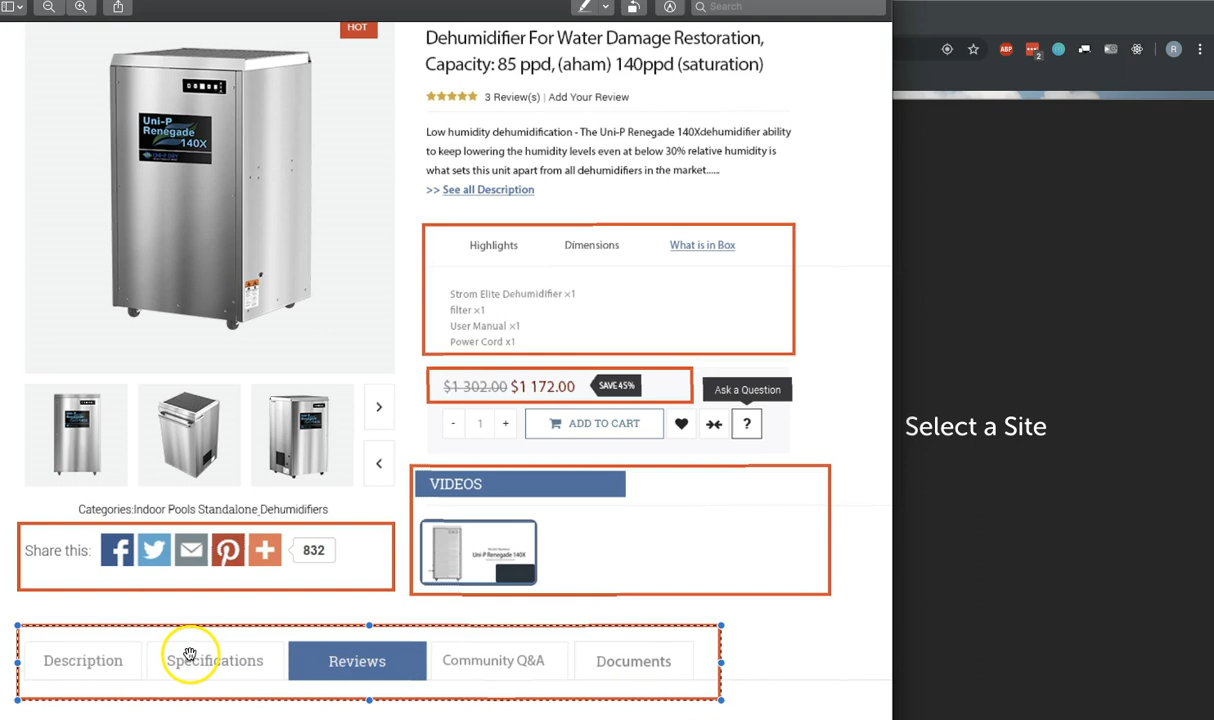 Search
HOT
Dehumidifier For Water Damage Restoration,
Capacity: 85 ppd, (aham) 140ppd (saturation)
3 Review(s) | Add Your Review
Low humidity dehumidification - The Uni-P Renegade 140Xdehumidifier ability
to keep lowering the humidity levels even at below 30% relative humidity is
what sets this unit apart from all dehumidifiers in the market......
>> See all Description
Uni-P
Renegade
140X
Highlights
Dimensions
What is in Box
Strom Elite Dehumidifier ×1
filter ×1
User Manual ×1
Power Cord x1
$1 302.00 $1 172.00
SAVE 45%
Ask a Question
- 1 +
ADD TO CART
?
VIDEOS
Uni-P Renegade 140X
Categories:Indoor Pools Standalone_Dehumidifiers
Share this:
832
Description
Specifications
Reviews
Community Q&A
Documents
ABP
2
R
Select a Site